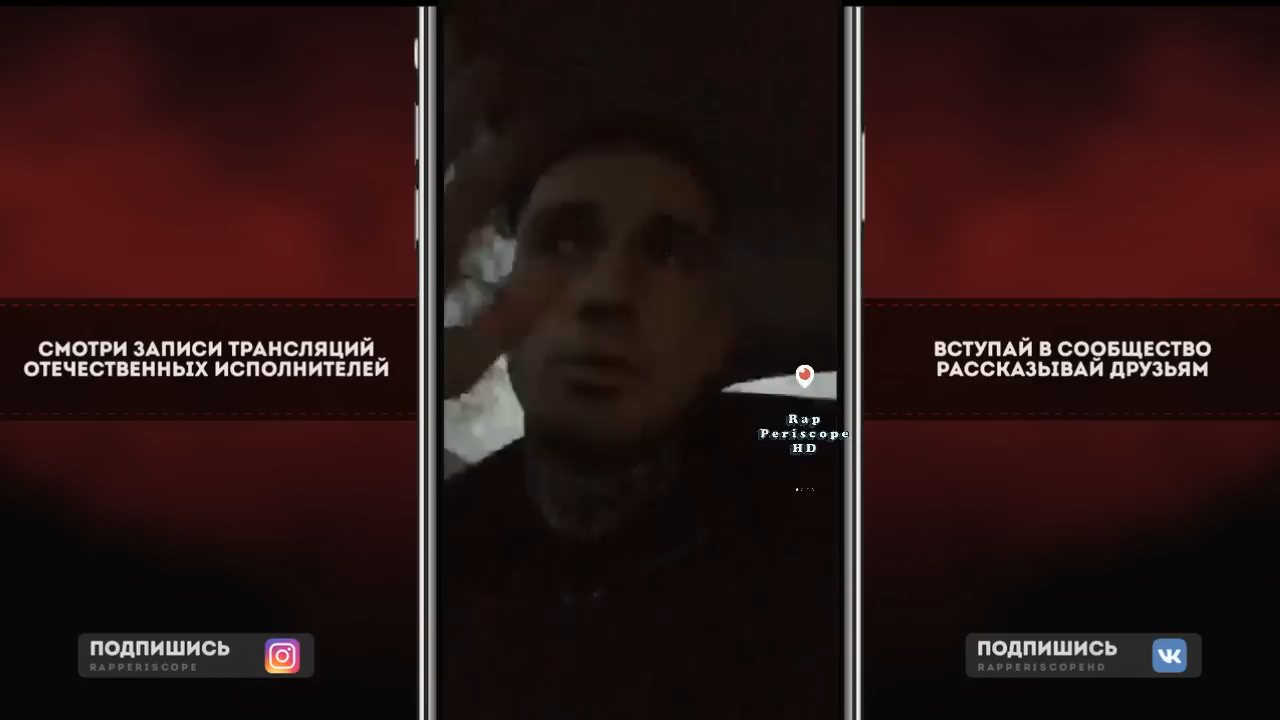 СМОТРИ ЗАПИСИ ТРАНСЛЯЦИЙ
ОТЕЧЕСТВЕННЫХ ИСПОЛНИТЕЛЕЙ
ВСТУПАЙ В СООБЩЕСТВО
РАССКАЗЫВАЙ ДРУЗЬЯМ
Rap
Periscope
HD
ПОДПИШИСЬ
RAPPERISCOPE
ПОДПИШИСЬ
RAPPERISCOPEHD